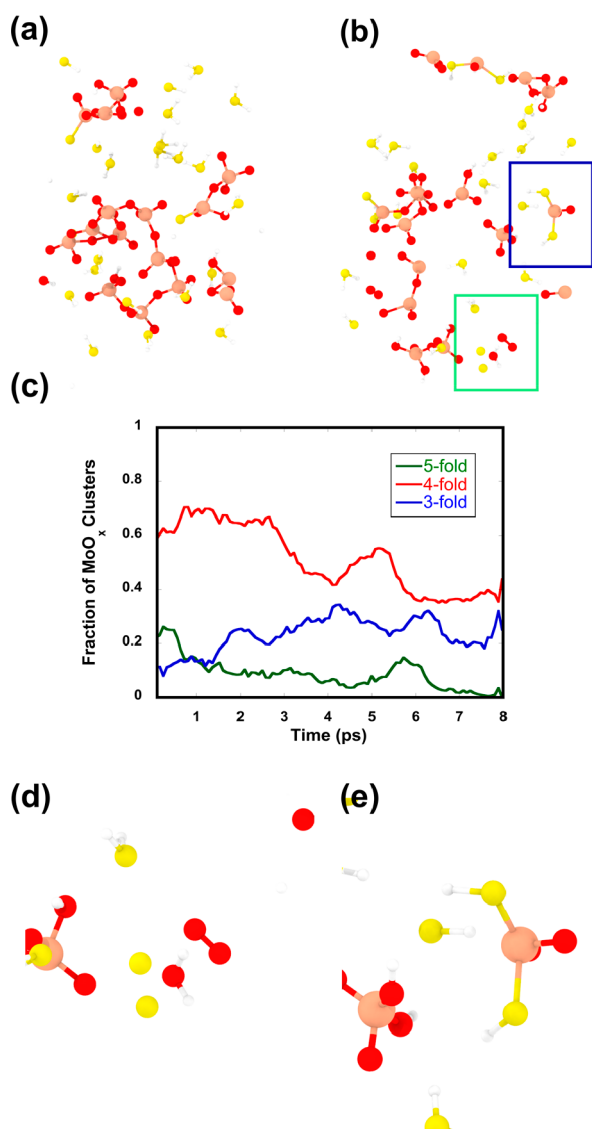 (a)
(b)
(c)
1
0.8
0.6
0.4
0.2
0
Fraction of MoOx Clusters
5-fold
4-fold
3-fold
1 2 3 4 5 6 7 8
Time (ps)
(d)
(e)